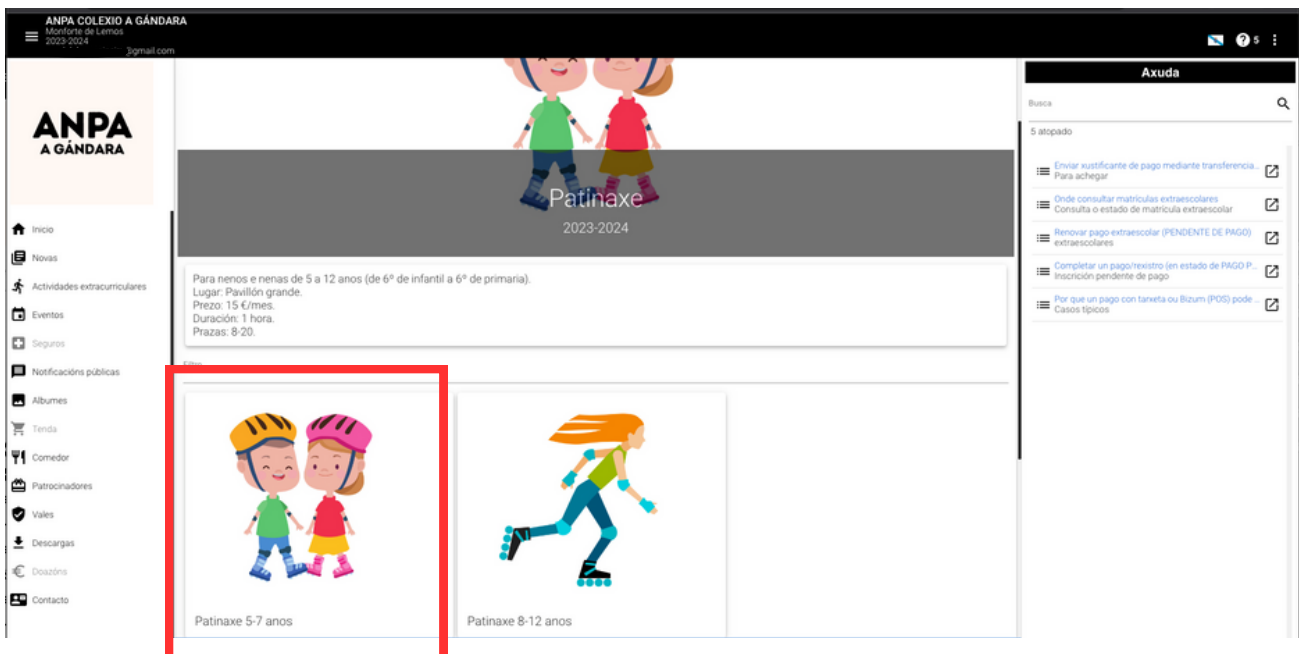 ANPA COLEXIO A GÁNDARA
Monforte de Lemos
2023-2024
@gmail.com
5
ANPA
A GÁNDARA
Inicio
Novas
Actividades extracurriculares
Eventos
Seguros
Notificacións públicas
Albumes
Tenda
Comedor
Patrocinadores
Vales
Descargas
Doazóns
Contacto
Patinaxe
2023-2024
Para nenos e nenas de 5 a 12 anos (de 6º de infantil a 6º de primaria).
Lugar: Pavillón grande.
Prezo: 15 €/mes.
Duración: 1 hora.
Prazas: 8-20.
Patinaxe 5-7 anos
Patinaxe 8-12 anos
Axuda
Busca
5 atopado
Enviar xustificante de pago mediante transferencia...
Para achegar
Onde consultar matrículas extraescolares
Consulta o estado de matrícula extraescolar
Renovar pago extraescolar (PENDENTE DE PAGO)
extraescolares
Completar un pago/rexistro (en estado de PAGO P...
Inscrición pendente de pago
Por que un pago con tarxeta ou Bizum (POS) pode ...
Casos típicos